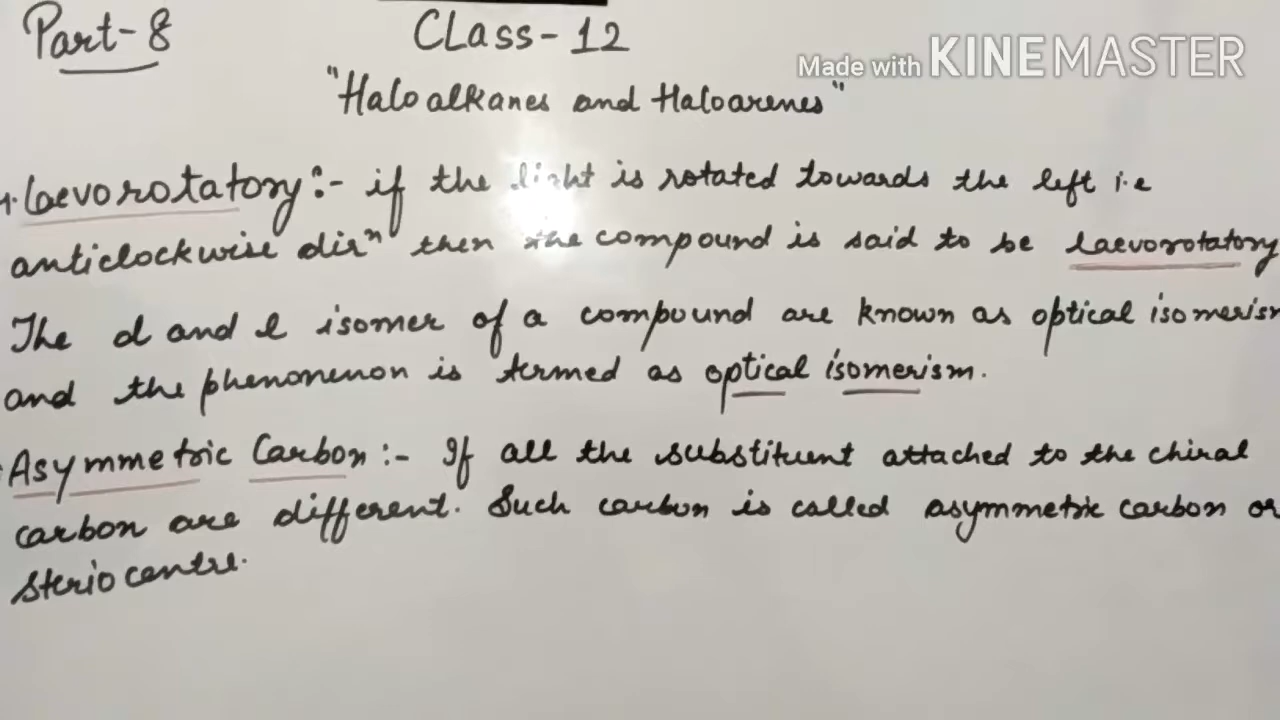 Part-8
CLass-12
Made with KINEMASTER
"Haloalkanes and Haloarenes"
Laevorotatory:- if the light is rotated towards the left i.e
anticlockwise dirⁿ then the compound is said to be laevorotatory
The d and l isomer of a compound are known as optical isomerism
and the phenonenon is termed as optical isomerism.
Asymmetric Carbon:- If all the substituent attached to the chiral
carbon are different. Such carbon is called asymmetric carbon or
sterio centre.